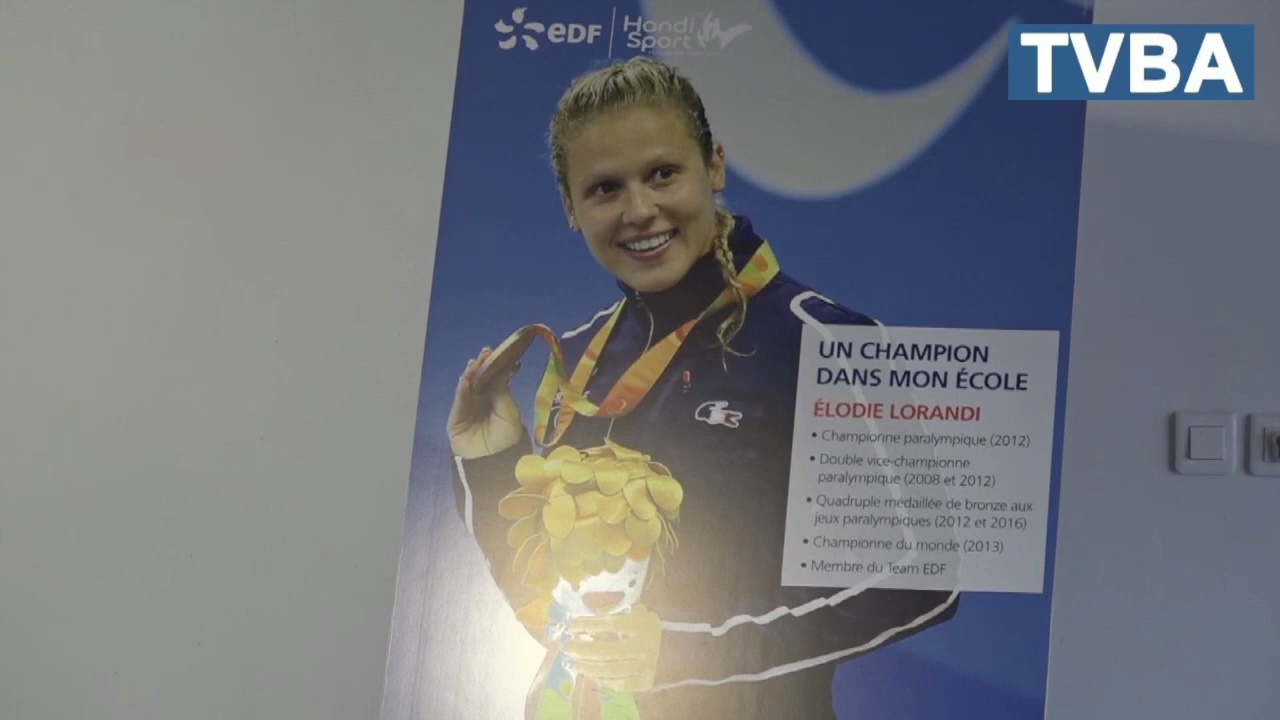 eDF
Handi
Sport
TVBA
UN CHAMPION
DANS MON ÉCOLE
ÉLODIE LORANDI
• Championne paralympique (2012)
• Double vice-championne
paralympique (2008 et 2012)
• Quadruple médaillée de bronze aux
jeux paralympiques (2012 et 2016)
• Championne du monde (2013)
• Membre du Team EDF